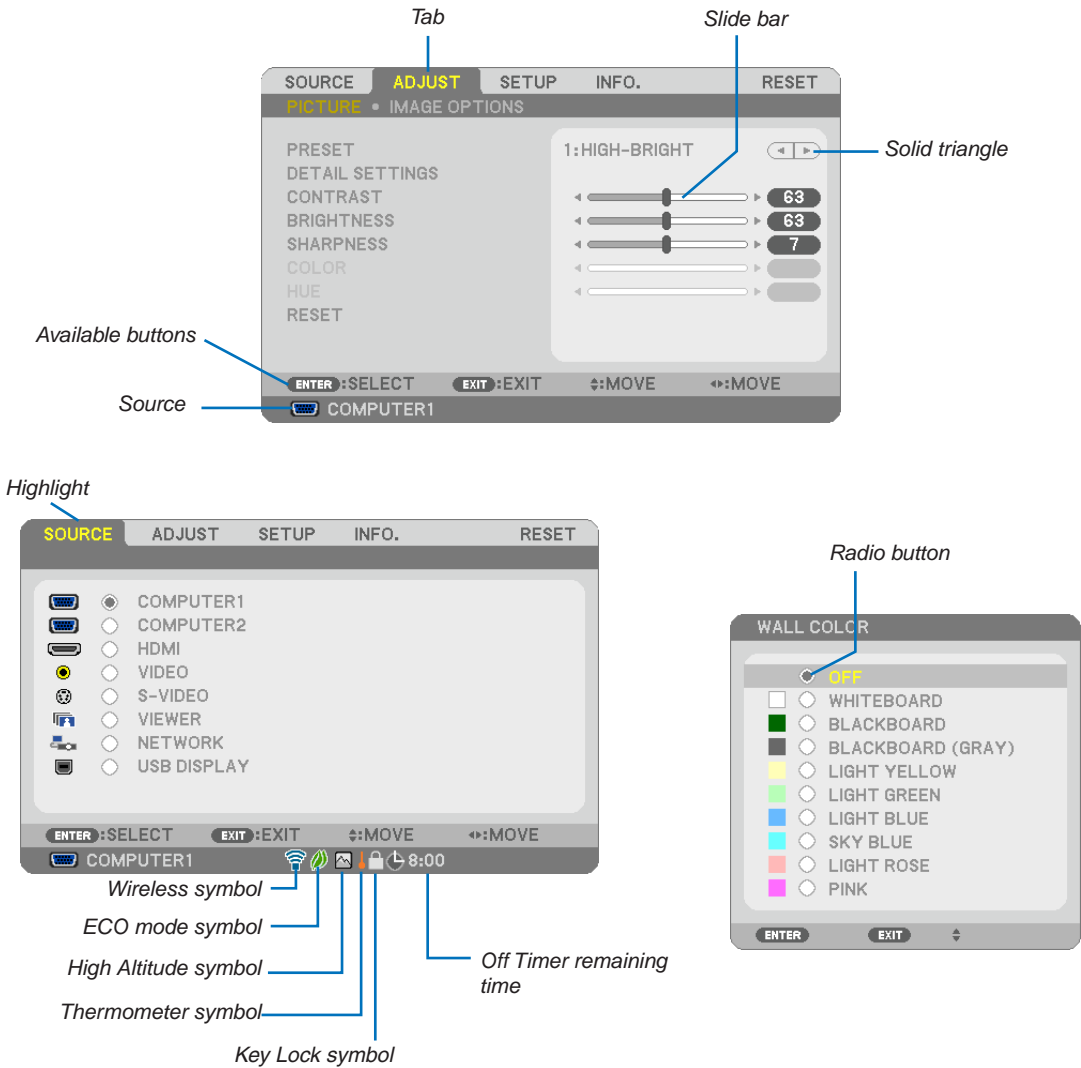 Tab
Slide bar
SOURCE ADJUST SETUP INFO. RESET
PICTURE • IMAGE OPTIONS
PRESET 1:HIGH-BRIGHT
Solid triangle
DETAIL SETTINGS
CONTRAST 63
BRIGHTNESS 63
SHARPNESS 7
COLOR
HUE
RESET
Available buttons
ENTER :SELECT EXIT :EXIT :MOVE :MOVE
Source
COMPUTER1
Highlight
SOURCE ADJUST SETUP INFO. RESET
COMPUTER1
COMPUTER2
HDMI
VIDEO
S-VIDEO
VIEWER
NETWORK
USB DISPLAY
ENTER :SELECT EXIT :EXIT :MOVE :MOVE
COMPUTER1 8:00
Wireless symbol
ECO mode symbol
High Altitude symbol
Thermometer symbol
Key Lock symbol
Off Timer remaining
time
Radio button
WALL COLOR
OFF
WHITEBOARD
BLACKBOARD
BLACKBOARD (GRAY)
LIGHT YELLOW
LIGHT GREEN
LIGHT BLUE
SKY BLUE
LIGHT ROSE
PINK
ENTER EXIT